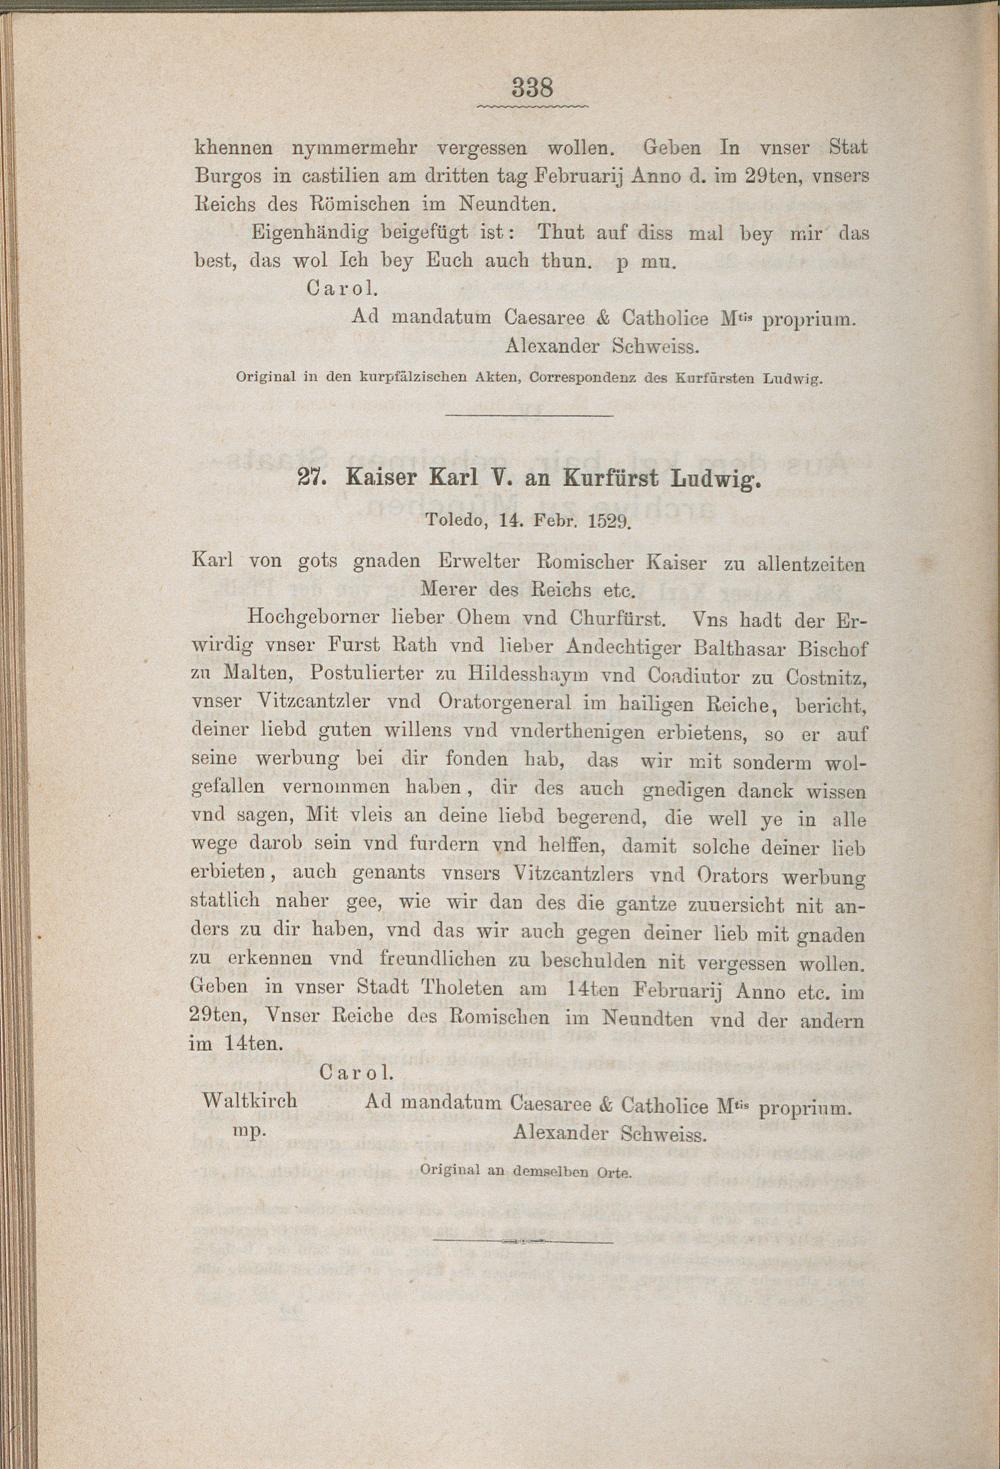 338
khennen nymmermehr vergessen wollen. Geben In vnser Stat
Burgos in castilien am dritten tag Februarij Anno d. im 29ten, vnsers
Reichs des Römischen im Neundten.
Eigenhändig beigefügt ist: Thut auf diss mal bey mir das
best, das wol Ich bey Euch auch thun. p mu.
Carol.
Ad mandatum Caesaree & Catholice Mtis proprium.
Alexander Schweiss.
Original in den kurpfälzischen Akten, Correspondenz des Kurfürsten Ludwig.
27. Kaiser Karl V. an Kurfürst Ludwig.
Toledo, 14. Febr. 1529.
Karl von gots gnaden Erwelter Romischer Kaiser zu allentzeiten
Merer des Reichs etc.
Hochgeborner lieber Ohem vnd Churfürst. Vns hadt der Er-
wirdig vnser Furst Rath vnd lieber Andechtiger Balthasar Bischof
zu Malten, Postulierter zu Hildesshaym vnd Coadiutor zu Costnitz,
vnser Vitzcantzler vnd Oratorgeneral im hailigen Reiche, bericht,
deiner liebd guten willens vnd vnderthenigen erbietens, so er auf
seine werbung bei dir fonden hab, das wir mit sonderm wol-
gefallen vernommen haben, dir des auch gnedigen danck wissen
vnd sagen, Mit vleis an deine liebd begerend, die well ye in alle
wege darob sein vnd furdern vnd helffen, damit solche deiner lieb
erbieten, auch genants vnsers Vitzcantzlers vnd Orators werbung
statlich naher gee, wie wir dan des die gantze zuuersicht nit an-
ders zu dir haben, vnd das wir auch gegen deiner lieb mit gnaden
zu erkennen vnd freundlichen zu beschulden nit vergessen wollen.
Geben in vnser Stadt Tholeten am 14ten Februarij Anno etc. im
29ten, Vnser Reiche des Romischen im Neundten vnd der andern
im 14ten.
Carol.
Waltkirch Ad mandatum Caesaree & Catholice Mtis proprium.
mp. Alexander Schweiss.
Original an demselben Orte.